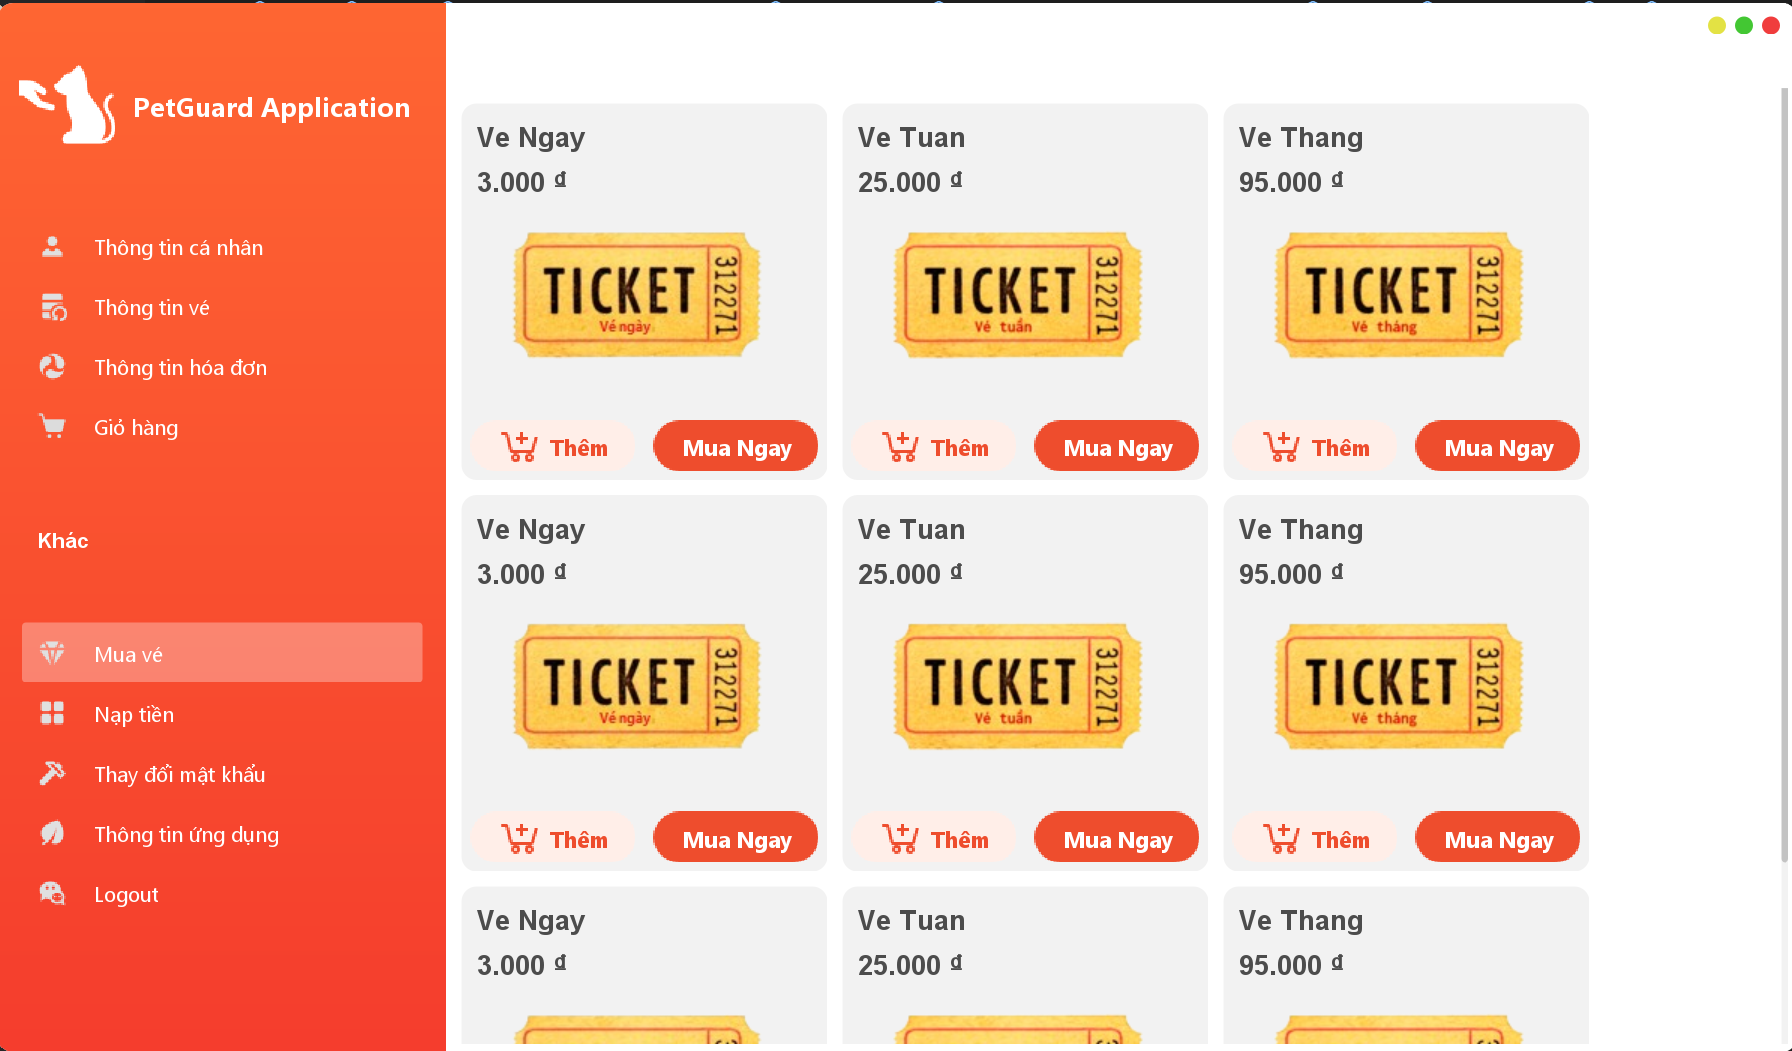 PetGuard Application
Thông tin cá nhân
Thông tin vé
Thông tin hóa đơn
Giỏ hàng
Khác
Mua vé
Nạp tiền
Thay đổi mật khẩu
Thông tin ứng dụng
Logout
Ve Ngay
3.000 ₫
TICKET
Vé ngày
312271
Thêm
Mua Ngay
Ve Tuan
25.000 ₫
TICKET
Vé tuần
312271
Thêm
Mua Ngay
Ve Thang
95.000 ₫
TICKET
Vé tháng
312271
Thêm
Mua Ngay
Ve Ngay
3.000 ₫
TICKET
Vé ngày
312271
Thêm
Mua Ngay
Ve Tuan
25.000 ₫
TICKET
Vé tuần
312271
Thêm
Mua Ngay
Ve Thang
95.000 ₫
TICKET
Vé tháng
312271
Thêm
Mua Ngay
Ve Ngay
3.000 ₫
Ve Tuan
25.000 ₫
Ve Thang
95.000 ₫